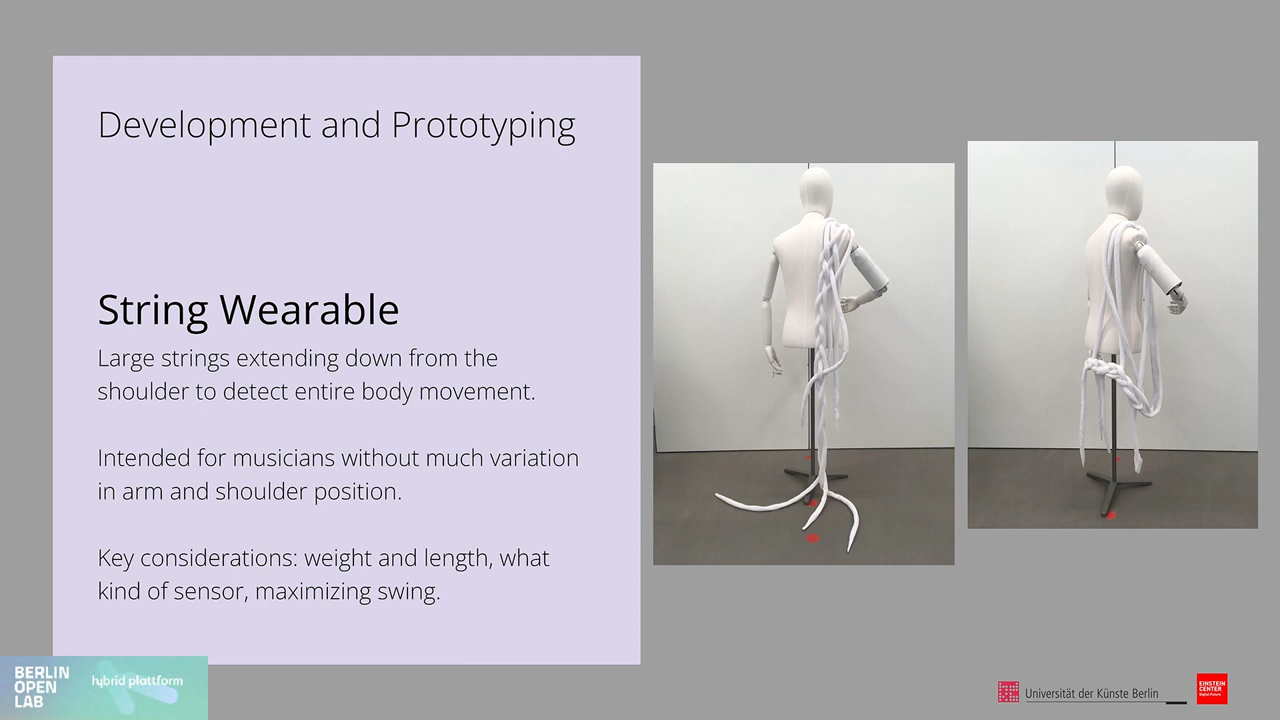 Development and Prototyping
String Wearable
Large strings extending down from the
shoulder to detect entire body movement.
Intended for musicians without much variation
in arm and shoulder position.
Key considerations: weight and length, what
kind of sensor, maximizing swing.
BERLIN
OPEN
LAB
hybrid plattform
Universität der Künste Berlin
EINSTEIN
CENTER
Digital Future